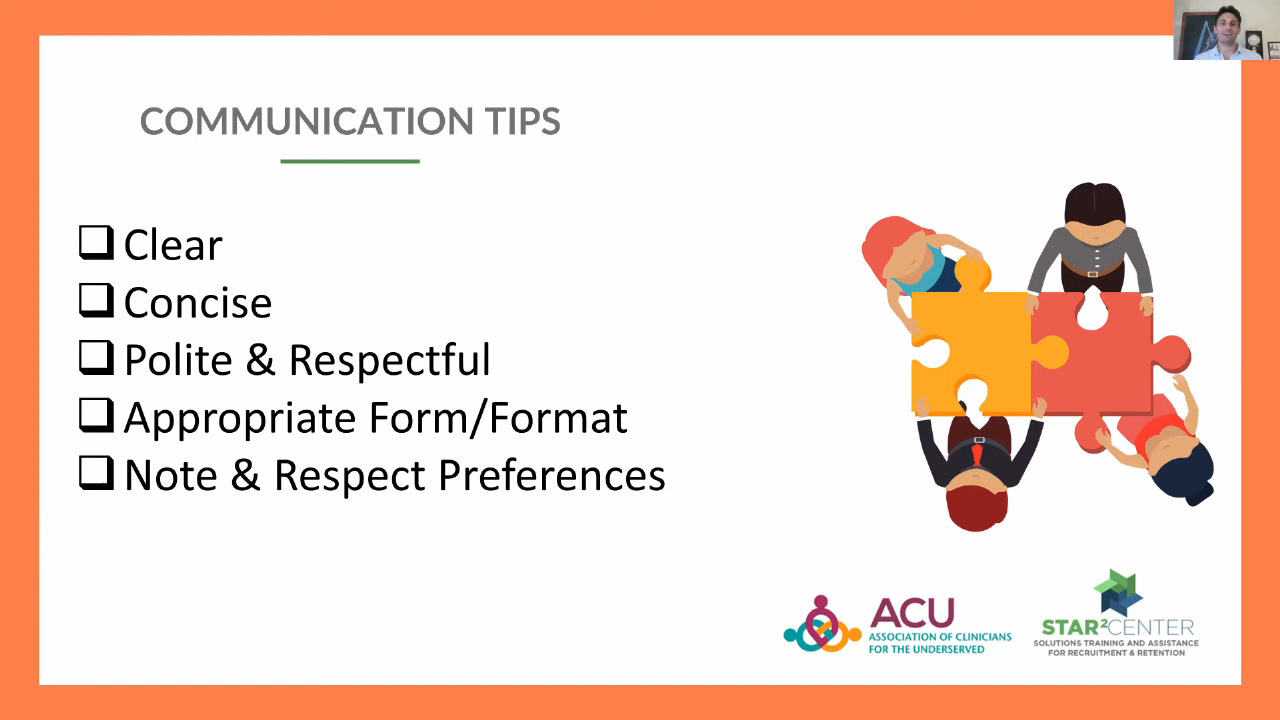 COMMUNICATION TIPS
Clear
Concise
Polite & Respectful
Appropriate Form/Format
Note & Respect Preferences
ACU
ASSOCIATION OF CLINICIANS
FOR THE UNDERSERVED
STAR²CENTER
SOLUTIONS TRAINING AND ASSISTANCE
FOR RECRUITMENT & RETENTION